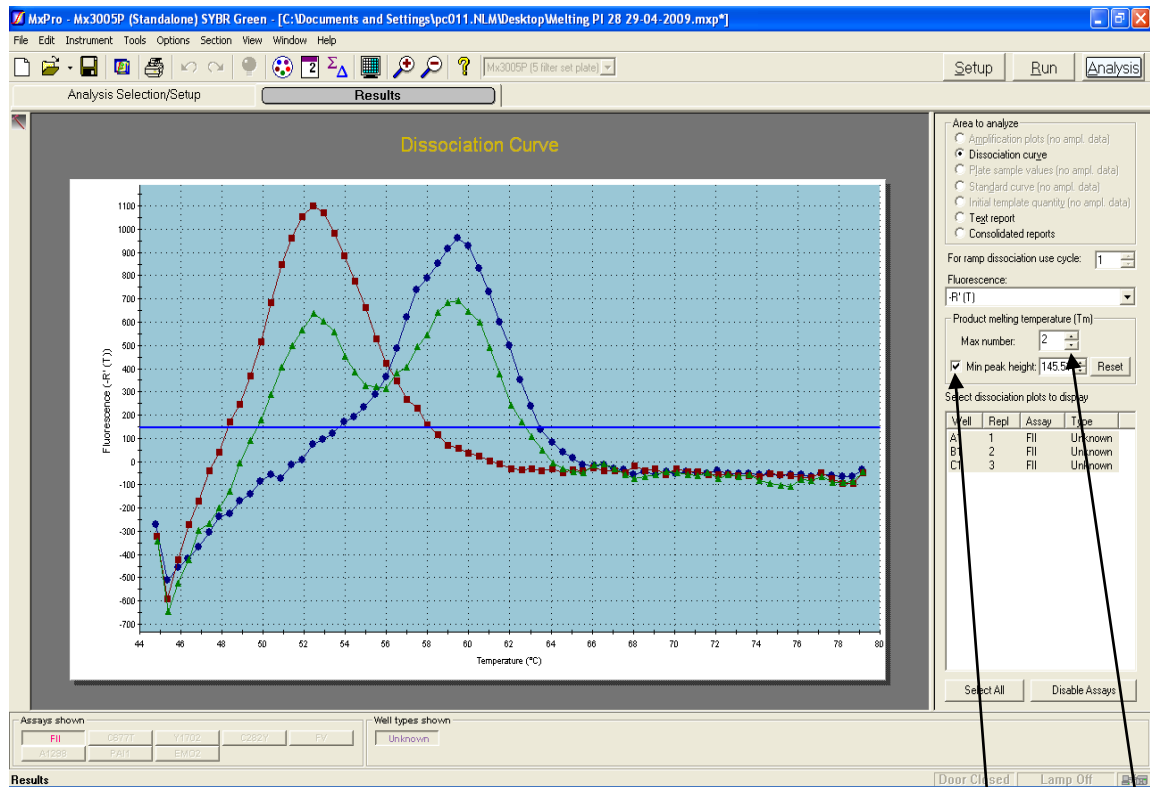 MxPro - Mx3005P (Standalone) SYBR Green - [C:\Documents and Settings\pc011.NLM\Desktop\Melting PI 28 29-04-2009.mxp*]
File Edit Instrument Tools Options Section View Window Help
Mx3005P (5 filter set plate)
Setup Run Analysis
Analysis Selection/Setup Results
Dissociation Curve
Fluorescence (-R' (T))
1100
1000
900
800
700
600
500
400
300
200
100
0
-100
-200
-300
-400
-500
-600
-700
44 46 48 50 52 54 56 58 60 62 64 66 68 70 72 74 76 78 80
Temperature (°C)
Area to analyze
Amplification plots (no ampl. data)
Dissociation curve
Plate sample values (no ampl. data)
Standard curve (no ampl. data)
Initial template quantity (no ampl. data)
Text report
Consolidated reports
For ramp dissociation use cycle: 1
Fluorescence:
-R' (T)
Product melting temperature (Tm)
Max number: 2
Min peak height: 145.5 Reset
Select dissociation plots to display
Well Repl Assay Type
A1 1 FII Unknown
B1 2 FII Unknown
C1 3 FII Unknown
Select All Disable Assays
Assays shown
FII C677T Y1702 C282Y FV
A1298 PAI1 EMO2
Well types shown
Unknown
Results
Door Closed Lamp Off